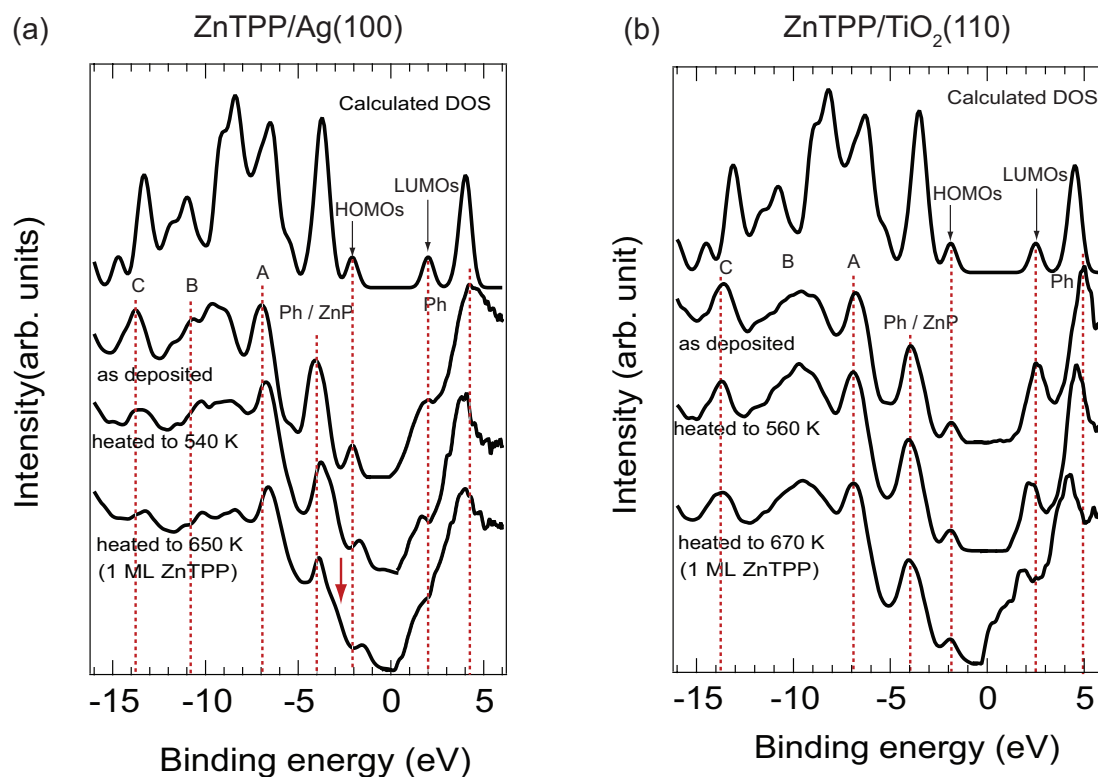 (a)
ZnTPP/Ag(100)
Calculated DOS
LUMOs
HOMOs
C
B
A
Ph / ZnP
Ph
as deposited
heated to 540 K
heated to 650 K
(1 ML ZnTPP)
Intensity(arb. units)
-15
-10
-5
0
5
Binding energy (eV)
(b)
ZnTPP/TiO2(110)
Calculated DOS
LUMOs
HOMOs
C
B
A
Ph
Ph / ZnP
as deposited
heated to 560 K
heated to 670 K
(1 ML ZnTPP)
Intensity (arb. unit)
-15
-10
-5
0
5
Binding energy (eV)